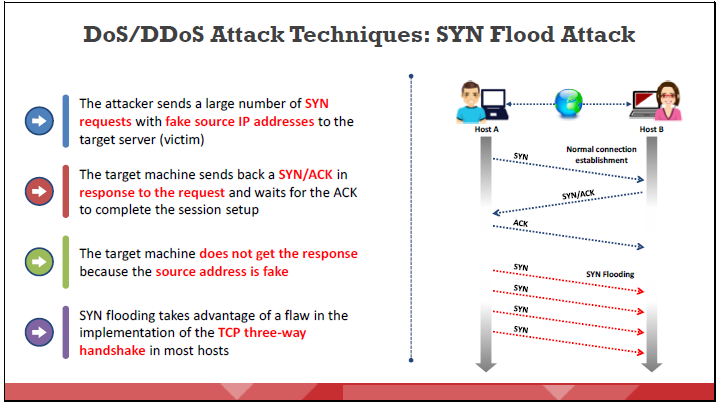 DoS/DDoS Attack Techniques: SYN Flood Attack
The attacker sends a large number of SYN
requests with fake source IP addresses to the
target server (victim)
The target machine sends back a SYN/ACK in
response to the request and waits for the ACK
to complete the session setup
The target machine does not get the response
because the source address is fake
SYN flooding takes advantage of a flaw in the
implementation of the TCP three-way
handshake in most hosts
Host A
Host B
Normal connection
establishment
SYN
SYN/ACK
ACK
SYN
SYN Flooding
SYN
SYN
SYN